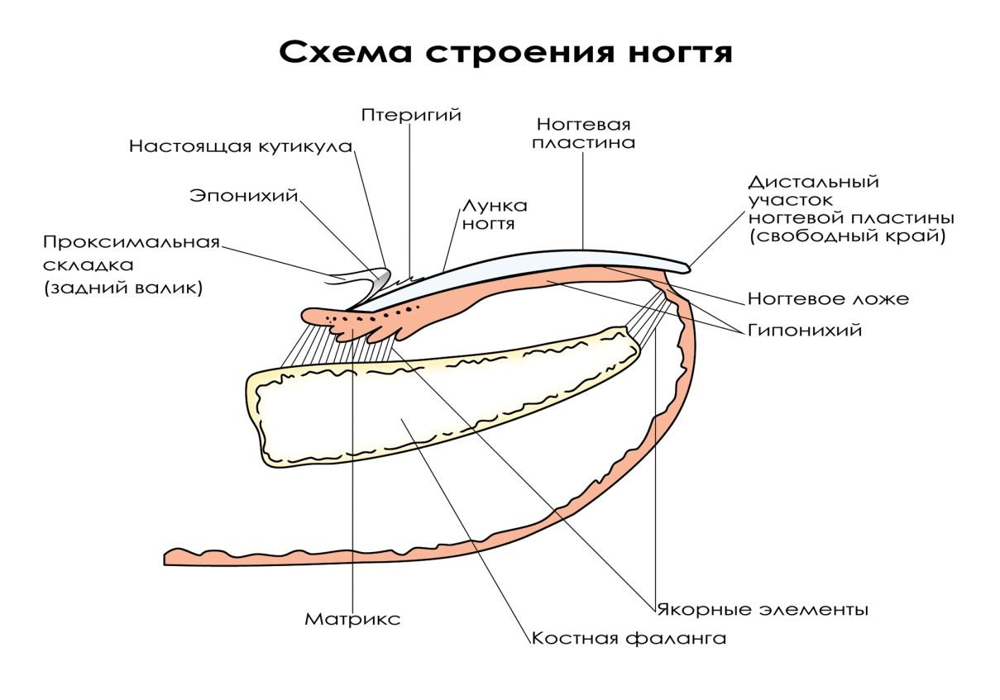 Схема строения ногтя
Птеригий
Ногтевая
пластина
Настоящая кутикула
Дистальный
участок
ногтевой пластины
(свободный край)
Эпонихий
Лунка
ногтя
Проксимальная
складка
(задний валик)
Ногтевое ложе
Гипонихий
Якорные элементы
Матрикс
Костная фаланга